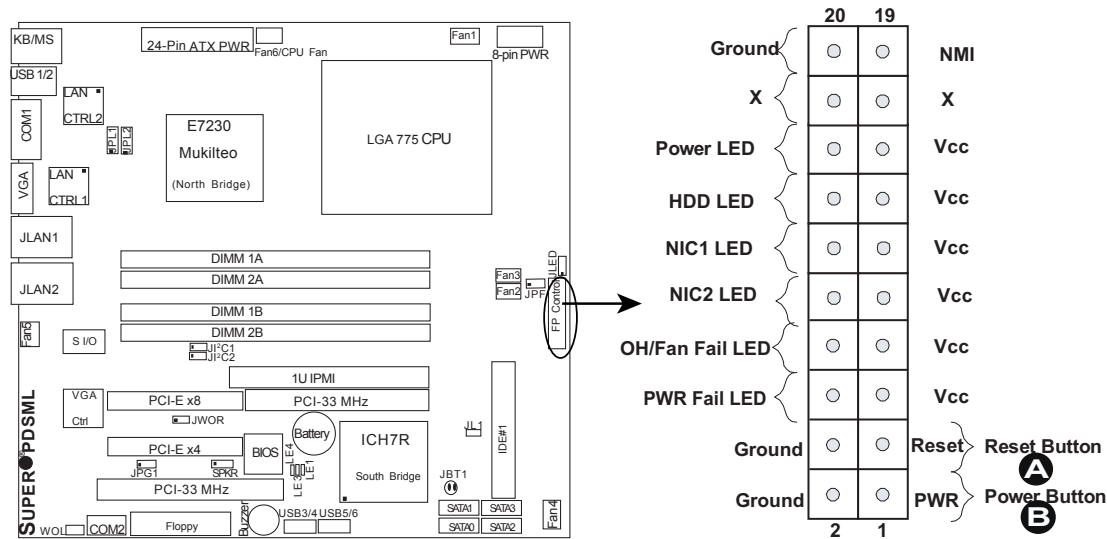 KB/MS
24-Pin ATX PWR
Fan6/CPU Fan
Fan1
8-pin PWR
USB 1/2
LAN
CTRL2
COM1
JPL1
JPL2
E7230
Mukilteo
(North Bridge)
LGA 775 CPU
VGA
LAN
CTRL1
JLAN1
JLAN2
DIMM 1A
DIMM 2A
DIMM 1B
DIMM 2B
Fan3
Fan2
JPF
JLED
FP Control
Fan5
S I/O
JI²C1
JI²C2
1U IPMI
VGA
Ctrl
PCI-E x8
PCI-33 MHz
JWOR
PCI-E x4
BIOS
Battery
ICH7R
South Bridge
JF1
IDE#1
LE4
LE3
LE1
JPG1
SPKR
JBT1
PCI-33 MHz
SUPER PDSML
®
WOL
COM2
Floppy
Buzzer
USB3/4
USB5/6
SATA1
SATA3
SATA0
SATA2
Fan4
20 19
Ground NMI
X X
Power LED Vcc
HDD LED Vcc
NIC1 LED Vcc
NIC2 LED Vcc
OH/Fan Fail LED Vcc
PWR Fail LED Vcc
Ground Reset Reset Button
A
Ground PWR Power Button
B
2 1